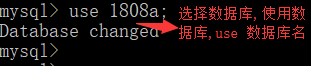 mysql> use 1808a;
Database changed
mysql>
选择数据库,使用数
据库,use 数据库名